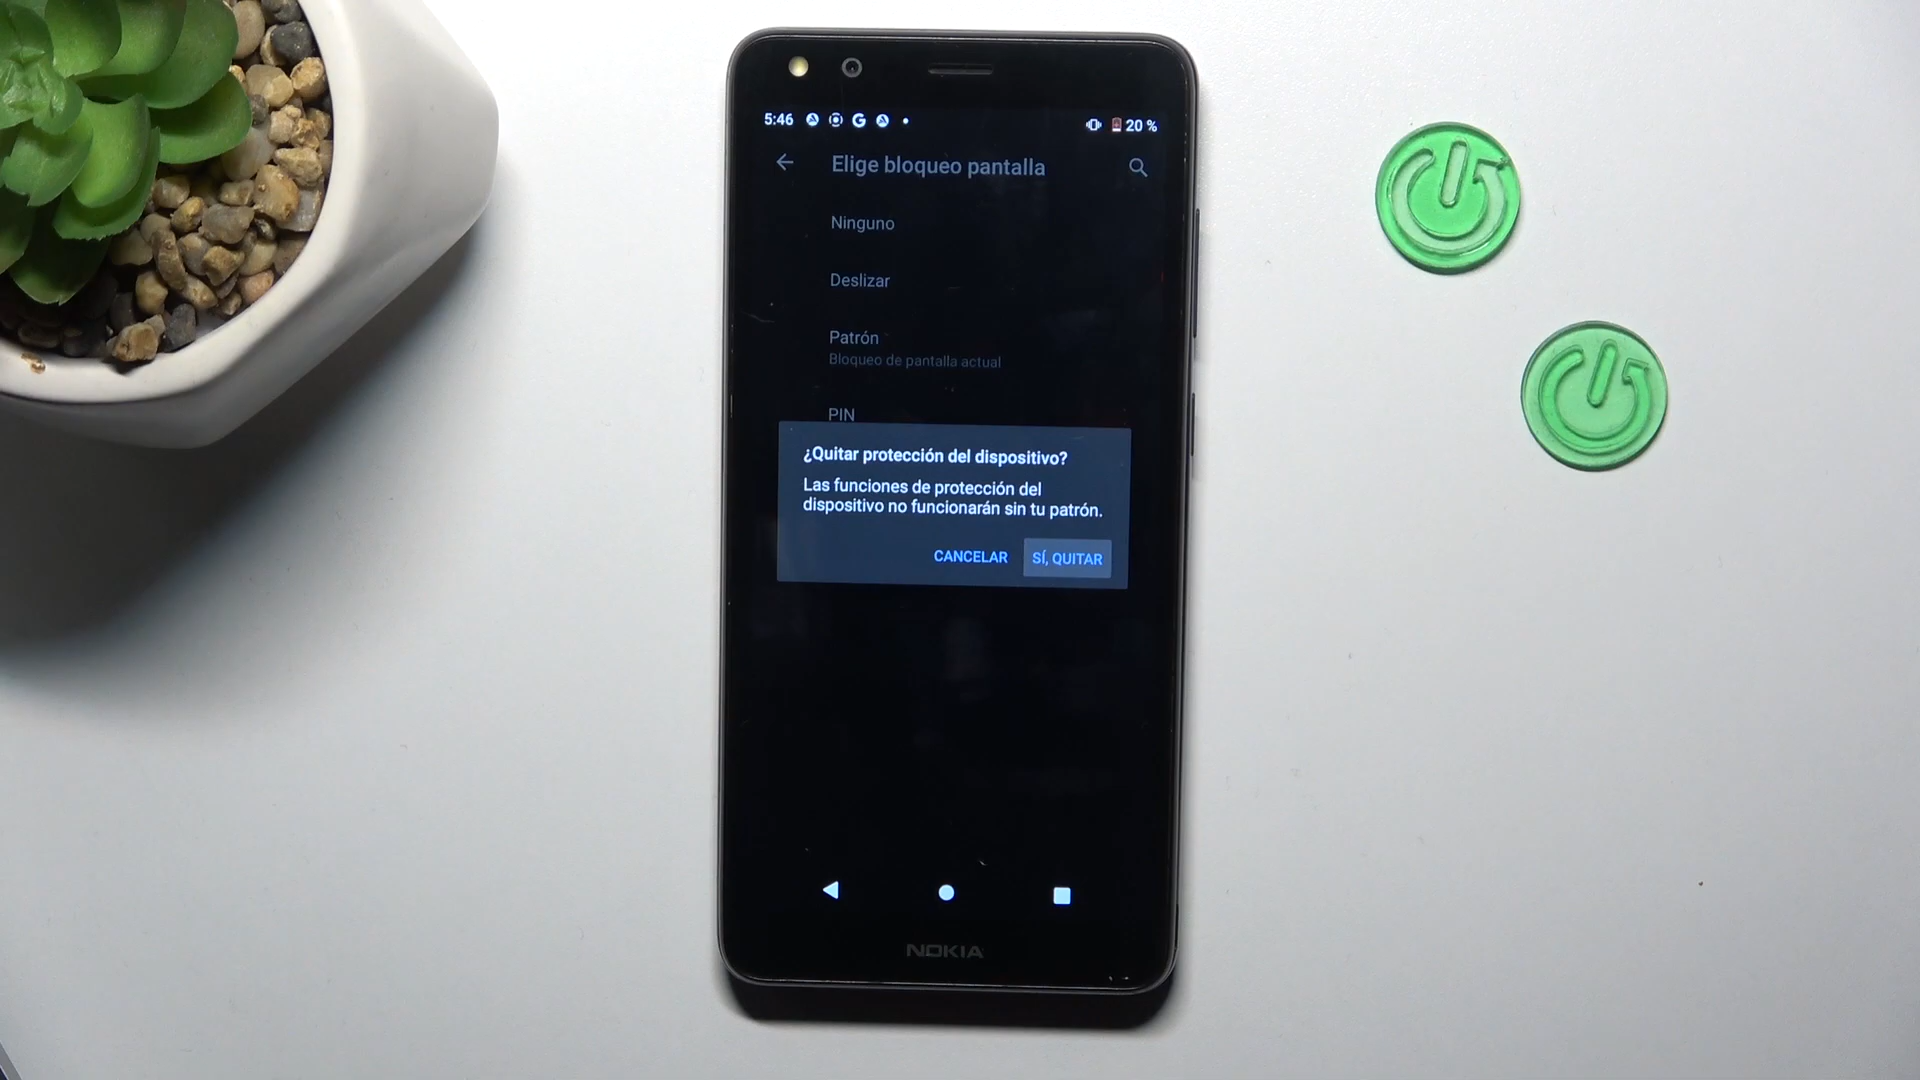 5:46
20 %
Elige bloqueo pantalla
Ninguno
Deslizar
Patrón
Bloqueo de pantalla actual
PIN
¿Quitar protección del dispositivo?
Las funciones de protección del
dispositivo no funcionarán sin tu patrón.
CANCELAR
SÍ, QUITAR
NOKIA